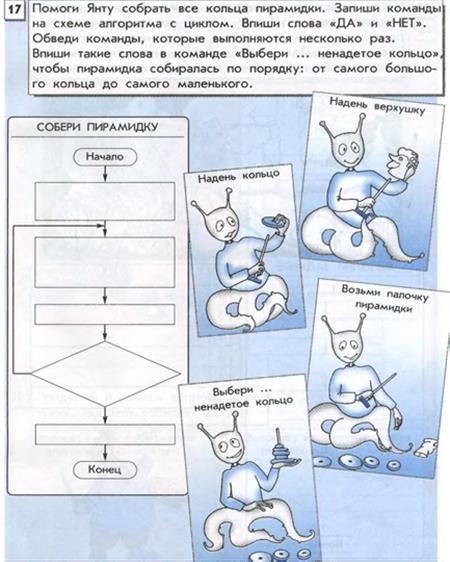 17
Помоги Янту собрать все кольца пирамидки. Запиши команды
на схеме алгоритма с циклом. Впиши слова «ДА» и «НЕТ».
Обведи команды, которые выполняются несколько раз.
Впиши такие слова в команде «Выбери ... ненадетое кольцо»,
чтобы пирамидка собиралась по порядку: от самого большо-
го кольца до самого маленького.
СОБЕРИ ПИРАМИДКУ
Начало
Конец
Надень верхушку
Надень кольцо
Возьми палочку
пирамидки
Выбери ...
ненадетое кольцо